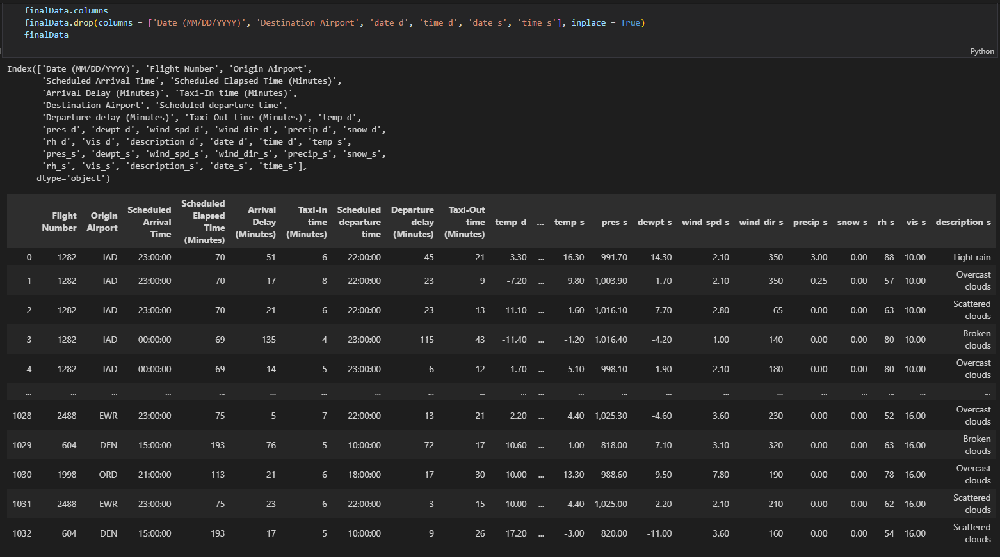 finalData.columns
finalData.drop(columns = ['Date (MM/DD/YYYY)', 'Destination Airport', 'date_d', 'time_d', 'date_s', 'time_s'], inplace = True)
finalData
Python
Index(['Date (MM/DD/YYYY)', 'Flight Number', 'Origin Airport',
'Scheduled Arrival Time', 'Scheduled Elapsed Time (Minutes)',
'Arrival Delay (Minutes)', 'Taxi-In time (Minutes)',
'Destination Airport', 'Scheduled departure time',
'Departure delay (Minutes)', 'Taxi-Out time (Minutes)', 'temp_d',
'pres_d', 'dewpt_d', 'wind_spd_d', 'wind_dir_d', 'precip_d', 'snow_d',
'rh_d', 'vis_d', 'description_d', 'date_d', 'time_d', 'temp_s',
'pres_s', 'dewpt_s', 'wind_spd_s', 'wind_dir_s', 'precip_s', 'snow_s',
'rh_s', 'vis_s', 'description_s', 'date_s', 'time_s'],
dtype='object')
Flight Number Origin Airport Scheduled Arrival Time Scheduled Elapsed Time (Minutes) Arrival Delay (Minutes) Taxi-In time (Minutes) Scheduled departure time Departure delay (Minutes) Taxi-Out time (Minutes) temp_d ... temp_s pres_s dewpt_s wind_spd_s wind_dir_s precip_s snow_s rh_s vis_s description_s
0 1282 IAD 23:00:00 70 51 6 22:00:00 45 21 3.30 ... 16.30 991.70 14.30 2.10 350 3.00 0.00 88 10.00 Light rain
1 1282 IAD 23:00:00 70 17 8 22:00:00 23 9 -7.20 ... 9.80 1,003.90 1.70 2.10 350 0.25 0.00 57 10.00 Overcast clouds
2 1282 IAD 23:00:00 70 21 6 22:00:00 23 13 -11.10 ... -1.60 1,016.10 -7.70 2.80 65 0.00 0.00 63 10.00 Scattered clouds
3 1282 IAD 00:00:00 69 135 4 23:00:00 115 43 -11.40 ... -1.20 1,016.40 -4.20 1.00 140 0.00 0.00 80 10.00 Broken clouds
4 1282 IAD 00:00:00 69 -14 5 23:00:00 -6 12 -1.70 ... 5.10 998.10 1.90 2.10 180 0.00 0.00 80 10.00 Overcast clouds
... ... ... ... ... ... ... ... ... ... ... ... ... ... ... ... ... ... ... ... ... ...
1028 2488 EWR 23:00:00 75 5 7 22:00:00 13 21 2.20 ... 4.40 1,025.30 -4.60 3.60 230 0.00 0.00 52 16.00 Overcast clouds
1029 604 DEN 15:00:00 193 76 5 10:00:00 72 17 10.60 ... -1.00 818.00 -7.10 3.10 320 0.00 0.00 63 16.00 Broken clouds
1030 1998 ORD 21:00:00 113 21 6 18:00:00 17 30 10.00 ... 13.30 988.60 9.50 7.80 190 0.00 0.00 78 16.00 Overcast clouds
1031 2488 EWR 23:00:00 75 -23 6 22:00:00 -3 15 10.00 ... 4.40 1,025.00 -2.20 2.10 210 0.00 0.00 62 16.00 Scattered clouds
1032 604 DEN 15:00:00 193 17 5 10:00:00 9 26 17.20 ... -3.00 820.00 -11.00 3.60 160 0.00 0.00 54 16.00 Scattered clouds